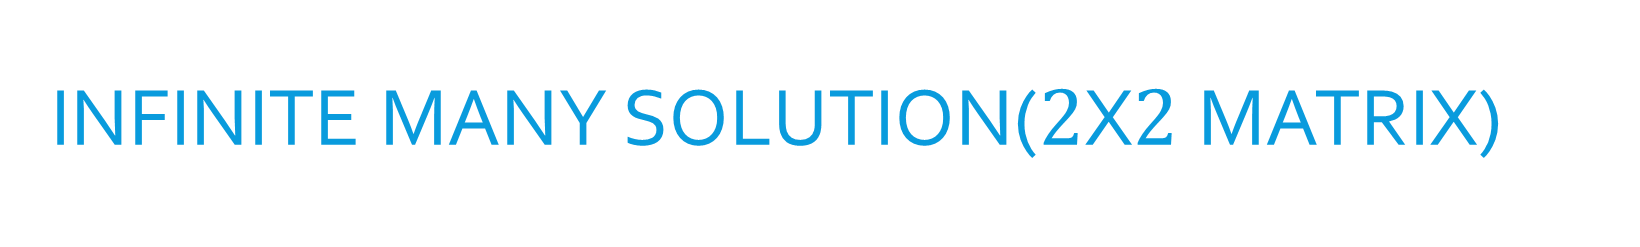 INFINITE MANY SOLUTION(2X2 MATRIX)